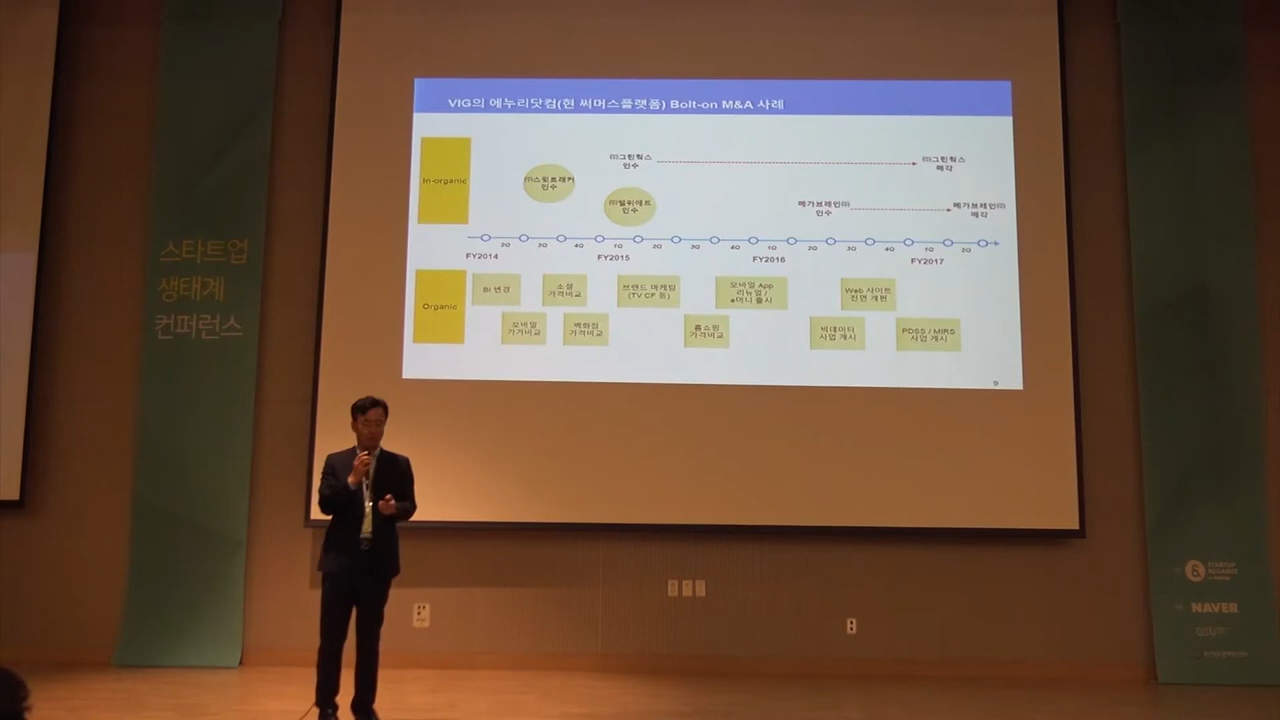 VIG의 에누리닷컴(현 써머스플랫폼) Bolt-on M&A 사례
In-organic
㈜스윗트래커
인수
㈜그린웍스
인수
㈜쉘위애드
인수
㈜그린웍스
매각
메가브레인㈜
인수
메가브레인㈜
매각
2Q 3Q 4Q 1Q 2Q 3Q 4Q 1Q 2Q 3Q 4Q 1Q 2Q
FY2014 FY2015 FY2016 FY2017
Organic
BI 변경
소셜
가격비교
브랜드 마케팅
(TV CF 등)
모바일 App
리뉴얼 /
e머니 출시
Web 사이트
전면 개편
모바일
가격비교
백화점
가격비교
홈쇼핑
가격비교
빅데이터
사업 개시
PDSS / MIRS
사업 개시
9
스타트업
생태계
컨퍼런스
STARTUP
ALLIANCE
NAVER